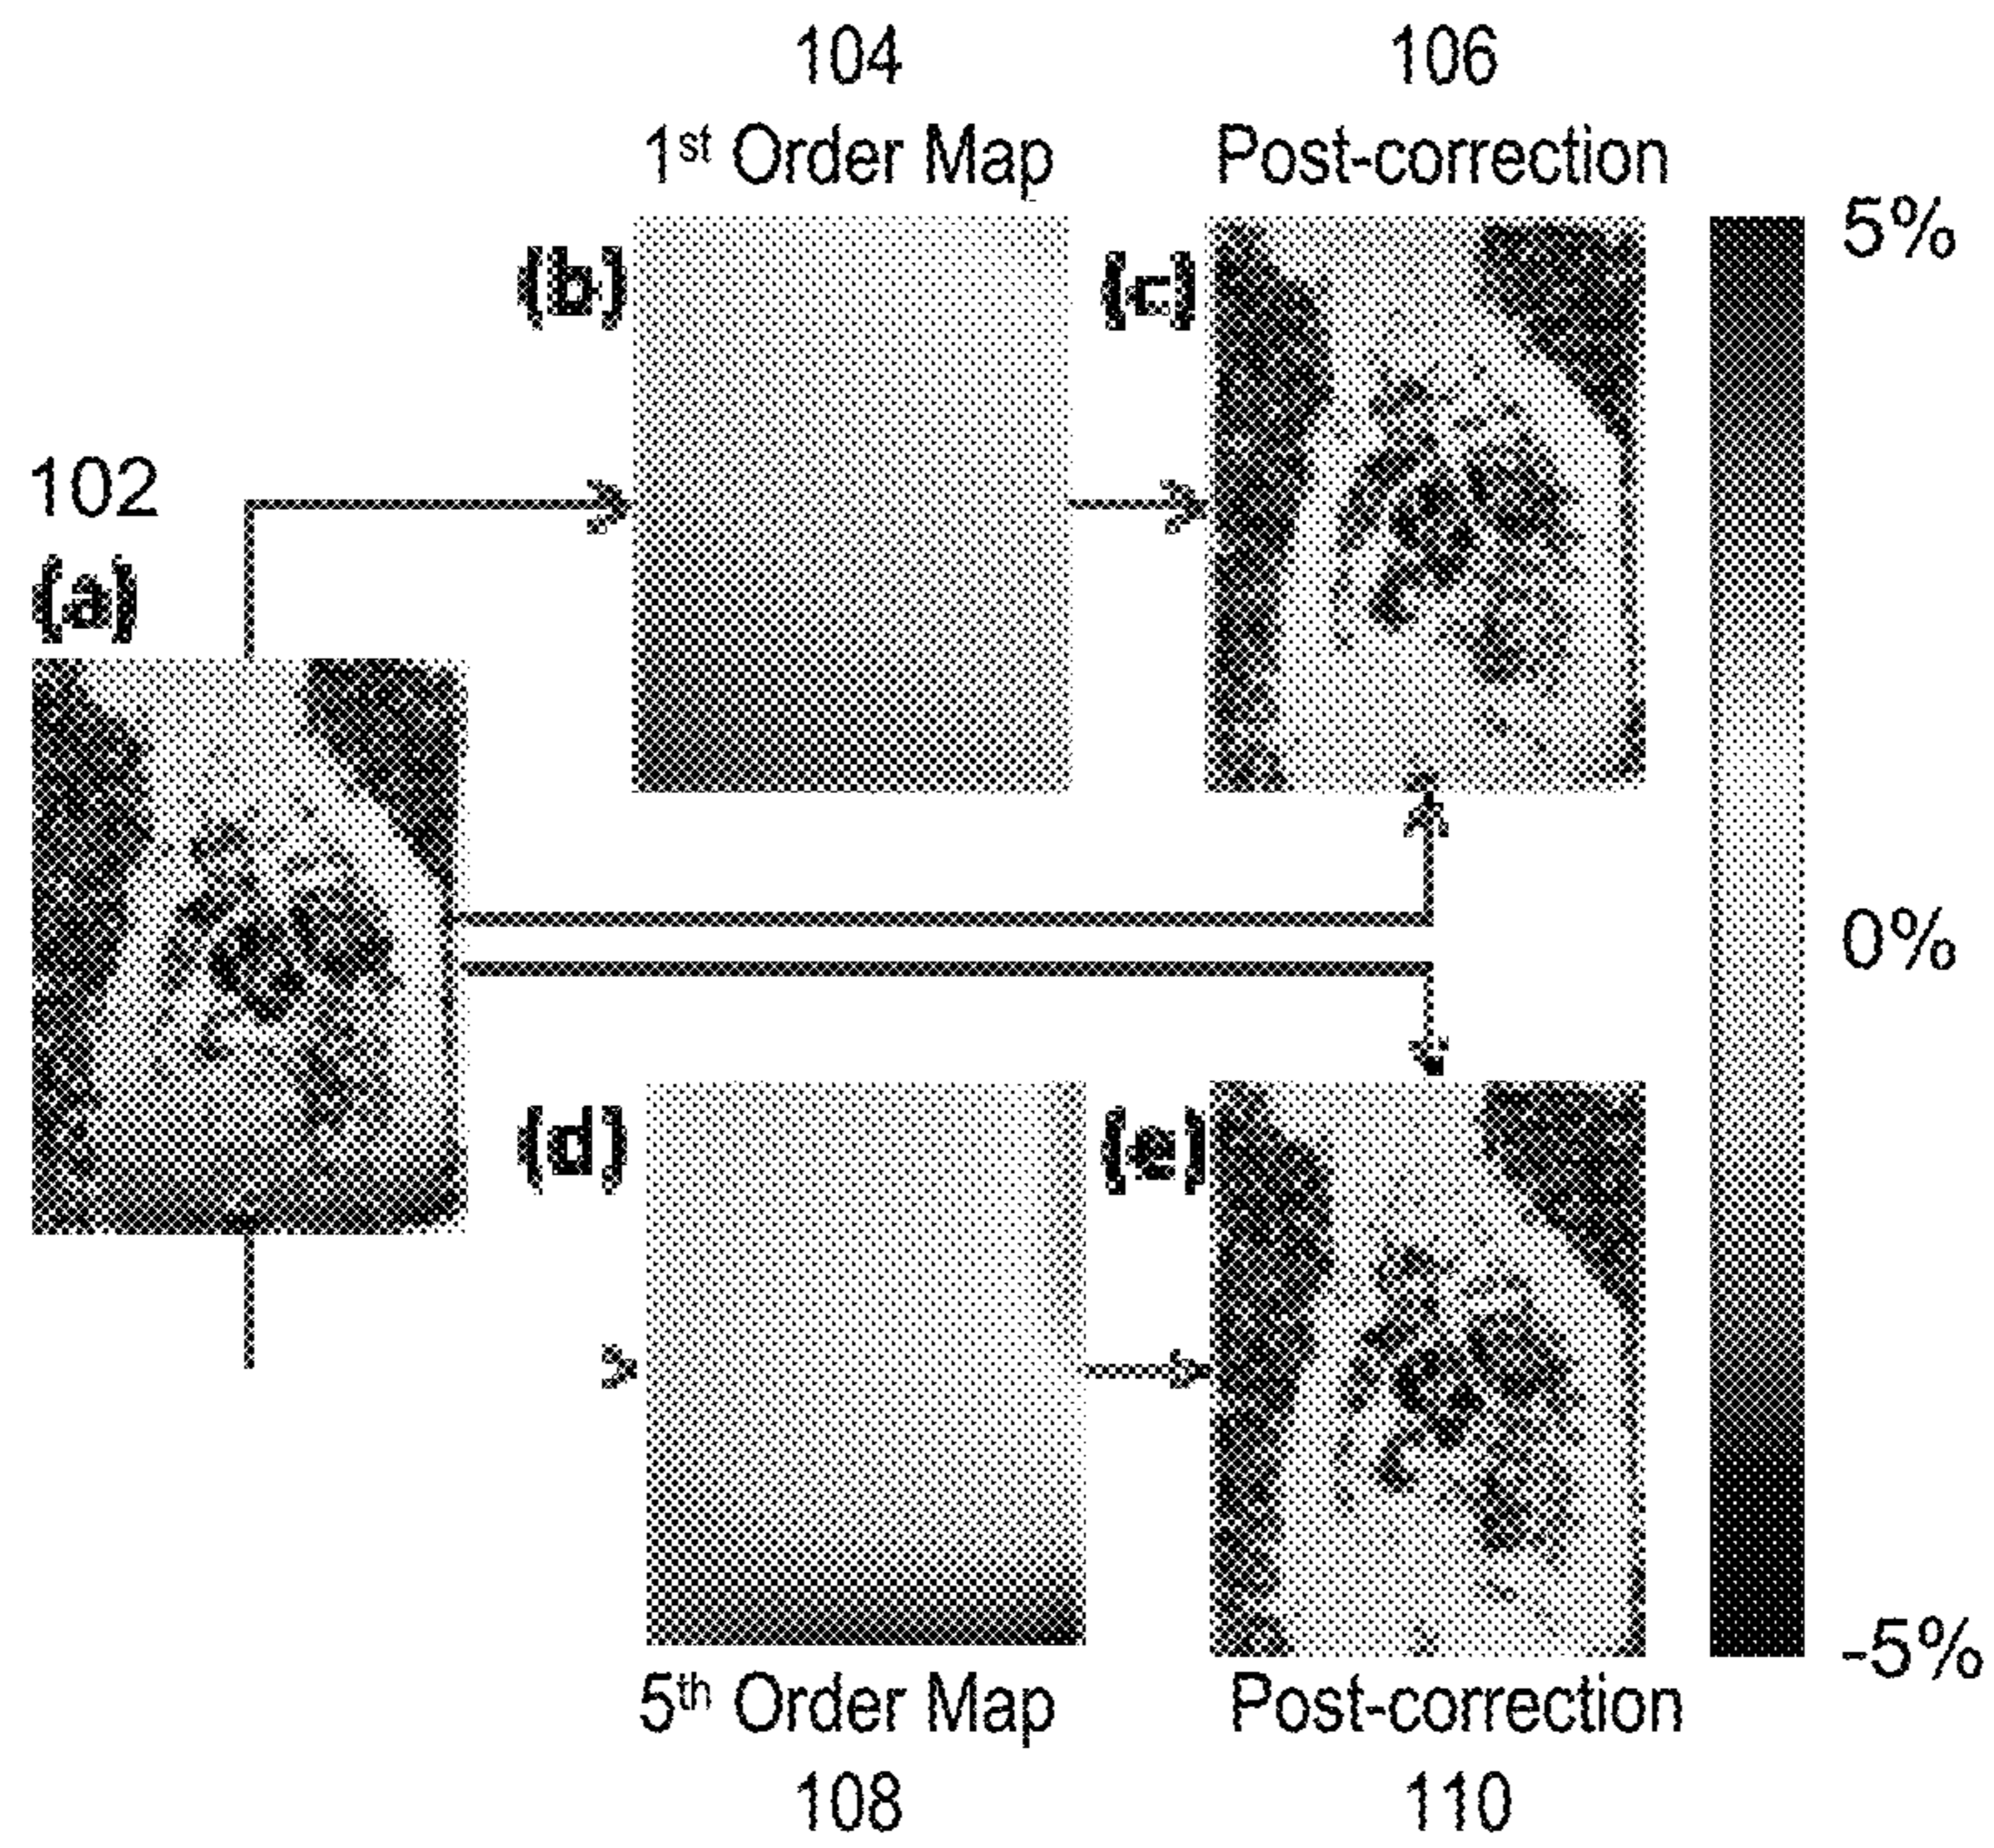 104
106
1st Order Map
Post-correction
5%
(b)
(c)
102
(a)
0%
(d)
(e)
-5%
5th Order Map
Post-correction
108
110